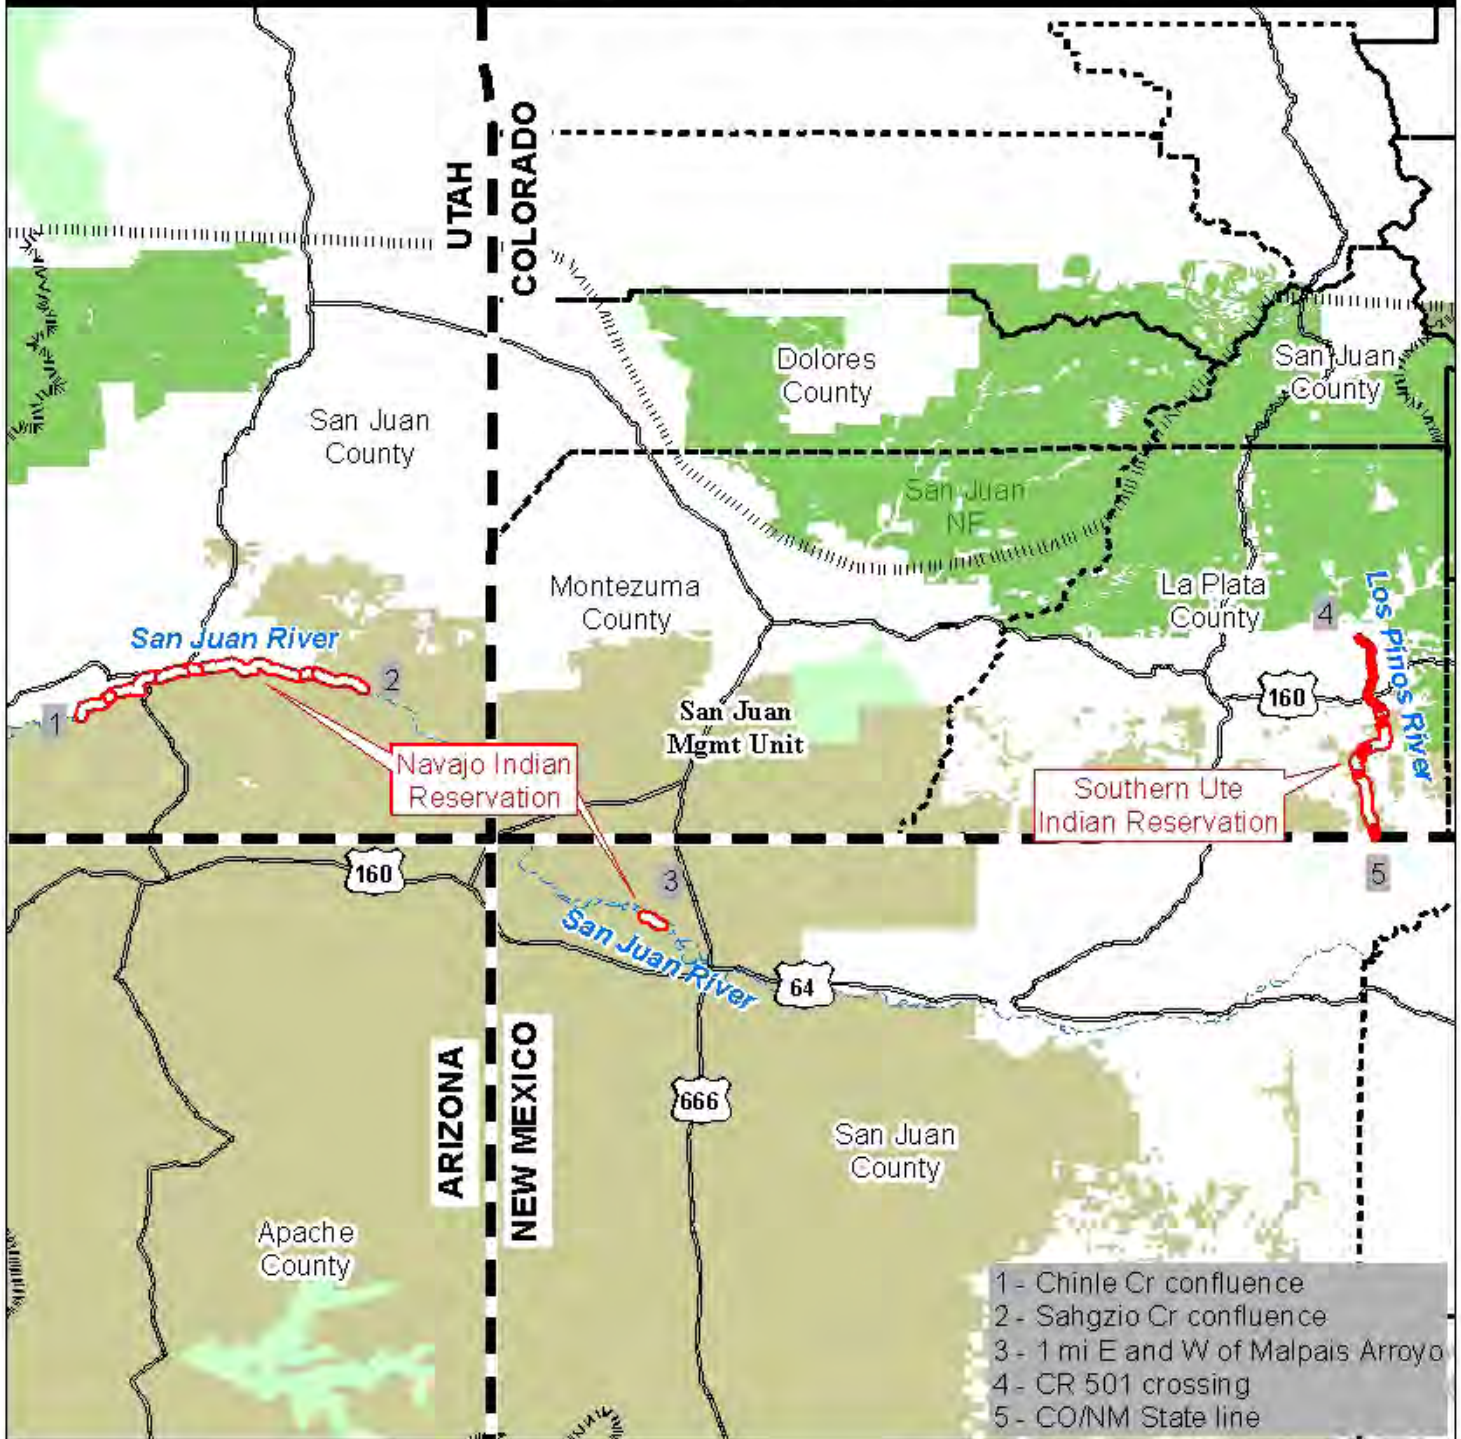 UTAH
COLORADO
Dolores
County
San Juan
County
San Juan
County
San Juan
NF
Montezuma
County
La Plata
County
4
Los Pinos River
San Juan River
2
1
160
San Juan
Mgmt Unit
Navajo Indian
Reservation
Southern Ute
Indian Reservation
160
3
5
San Juan River
64
ARIZONA
NEW MEXICO
666
San Juan
County
Apache
County
1 - Chinle Cr confluence
2 - Sahgzio Cr confluence
3 - 1 mi E and W of Malpais Arroyo
4 - CR 501 crossing
5 - CO/NM State line